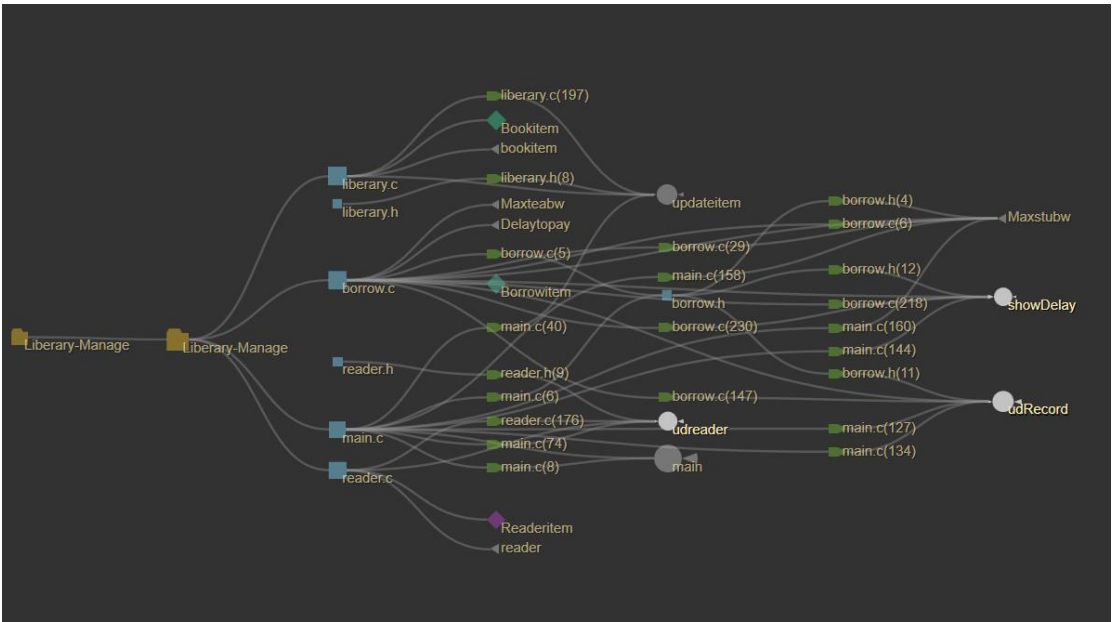 Liberary-Manage
Liberary-Manage
liberary.c
liberary.h
borrow.c
reader.h
main.c
reader.c
liberary.c(197)
Bookitem
bookitem
liberary.h(8)
Maxteabw
Delaytopay
borrow.c(5)
Borrowitem
main.c(40)
reader.h(9)
main.c(6)
reader.c(176)
main.c(74)
main.c(8)
Readeritem
reader
updateitem
borrow.c(29)
main.c(158)
borrow.h
borrow.c(230)
borrow.c(147)
udreader
main
borrow.h(4)
borrow.c(6)
borrow.h(12)
borrow.c(218)
main.c(160)
main.c(144)
borrow.h(11)
main.c(127)
main.c(134)
Maxstubw
showDelay
udRecord